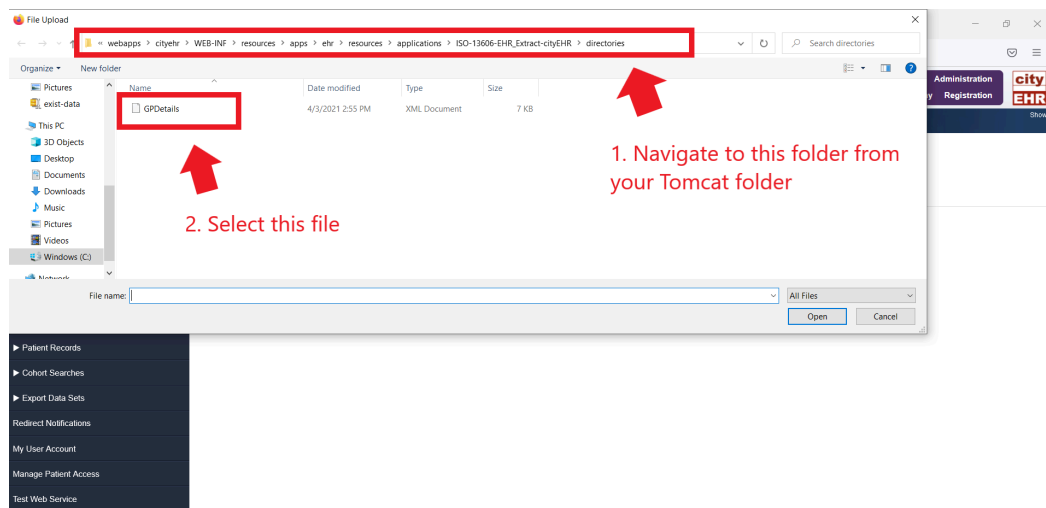 File Upload
« webapps > cityehr > WEB-INF > resources > apps > ehr > resources > applications > ISO-13606-EHR_Extract-cityEHR > directories
Search directories
Organize
New folder
Administration
Registration
city
EHR
Show
Pictures
exist-data
This PC
3D Objects
Desktop
Documents
Downloads
Music
Pictures
Videos
Windows (C:)
Network
Name
Date modified
Type
Size
GPDetails
4/3/2021 2:55 PM
XML Document
7 KB
1. Navigate to this folder from
your Tomcat folder
2. Select this file
File name:
All Files
Open
Cancel
Patient Records
Cohort Searches
Export Data Sets
Redirect Notifications
My User Account
Manage Patient Access
Test Web Service